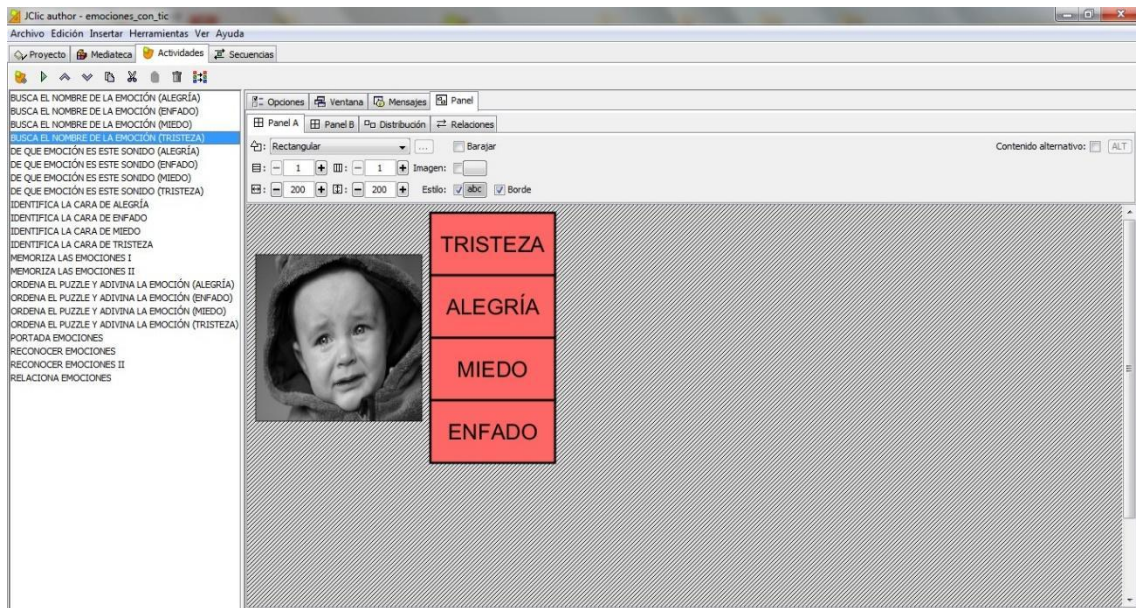 JClic author - emociones_con_tic
Archivo Edición Insertar Herramientas Ver Ayuda
Proyecto Mediateca Actividades Secuencias
BUSCA EL NOMBRE DE LA EMOCIÓN (ALEGRÍA)
BUSCA EL NOMBRE DE LA EMOCIÓN (ENFADO)
BUSCA EL NOMBRE DE LA EMOCIÓN (MIEDO)
BUSCA EL NOMBRE DE LA EMOCIÓN (TRISTEZA)
DE QUE EMOCIÓN ES ESTE SONIDO (ALEGRÍA)
DE QUE EMOCIÓN ES ESTE SONIDO (ENFADO)
DE QUE EMOCIÓN ES ESTE SONIDO (MIEDO)
DE QUE EMOCIÓN ES ESTE SONIDO (TRISTEZA)
IDENTIFICA LA CARA DE ALEGRÍA
IDENTIFICA LA CARA DE ENFADO
IDENTIFICA LA CARA DE MIEDO
IDENTIFICA LA CARA DE TRISTEZA
MEMORIZA LAS EMOCIONES I
MEMORIZA LAS EMOCIONES II
ORDENA EL PUZZLE Y ADIVINA LA EMOCIÓN (ALEGRÍA)
ORDENA EL PUZZLE Y ADIVINA LA EMOCIÓN (ENFADO)
ORDENA EL PUZZLE Y ADIVINA LA EMOCIÓN (MIEDO)
ORDENA EL PUZZLE Y ADIVINA LA EMOCIÓN (TRISTEZA)
PORTADA EMOCIONES
RECONOCER EMOCIONES
RECONOCER EMOCIONES II
RELACIONA EMOCIONES
Opciones Ventana Mensajes Panel
Panel A Panel B Distribución Relaciones
Rectangular ... Barajar Contenido alternativo: ALT
1 1 Imagen:
200 200 Estilo: abc Borde
TRISTEZA
ALEGRÍA
MIEDO
ENFADO